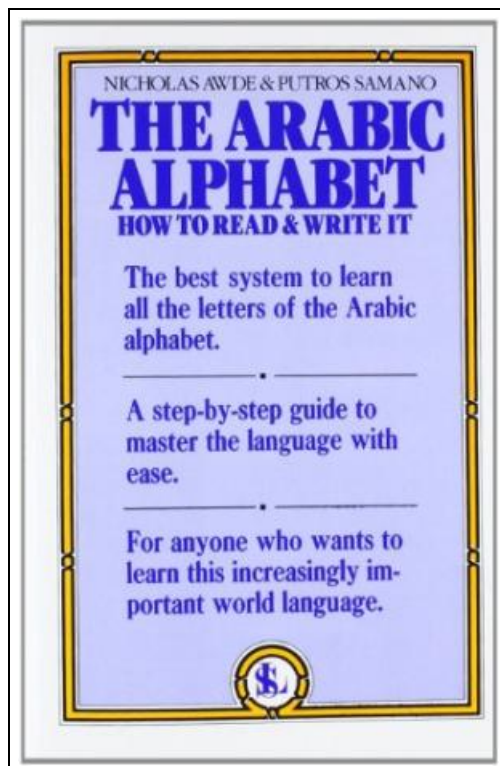 NICHOLAS AWDE & PUTROS SAMANO
THE ARABIC
ALPHABET
HOW TO READ & WRITE IT
The best system to learn
all the letters of the Arabic
alphabet.
A step-by-step guide to
master the language with
ease.
For anyone who wants to
learn this increasingly im-
portant world language.